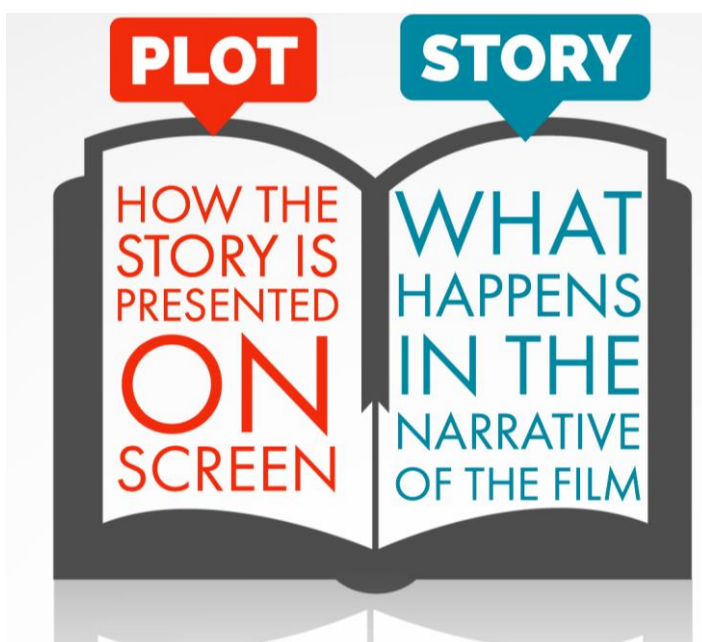 PLOT
HOW THE
STORY IS
PRESENTED
ON
SCREEN
STORY
WHAT
HAPPENS
IN THE
NARRATIVE
OF THE FILM